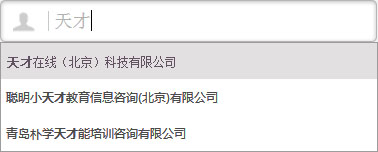 天才
天才在线（北京）科技有限公司
聪明小天才教育信息咨询(北京)有限公司
青岛朴学天才能培训咨询有限公司